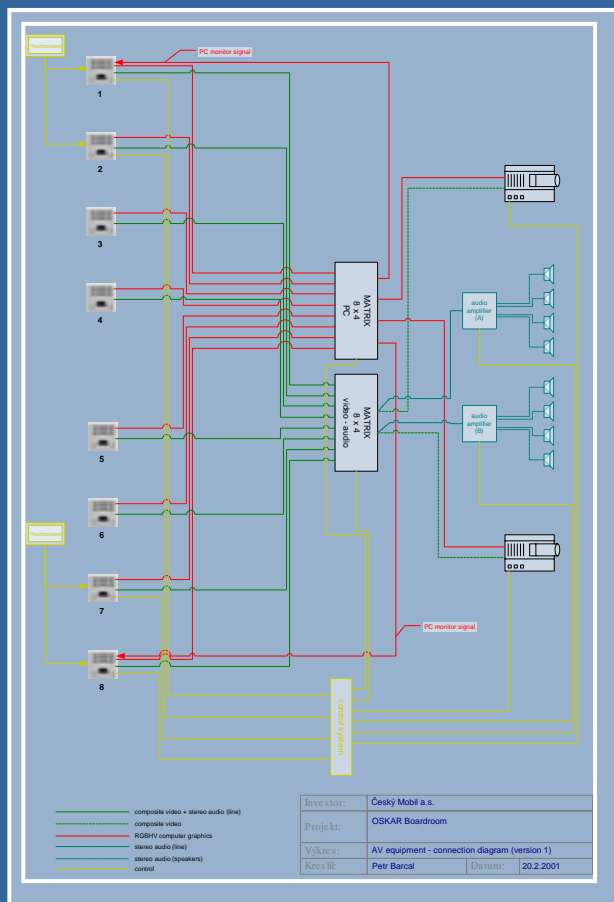 Touchscreen
PC monitor signal
1
2
3
4
MATRIX
8 x 4
PC
audio
amplifier
(A)
MATRIX
8 x 4
video - audio
audio
amplifier
(B)
5
6
Touchscreen
7
8
PC monitor signal
control system
composite video + stereo audio (line)
composite video
RGBHV computer graphics
stereo audio (line)
stereo audio (speakers)
control
Investor: Český Mobil a.s.
Projekt: OSKAR Boardroom
Výkres: AV equipment - connection diagram (version 1)
Kreslil: Petr Barcal Datum: 20.2.2001